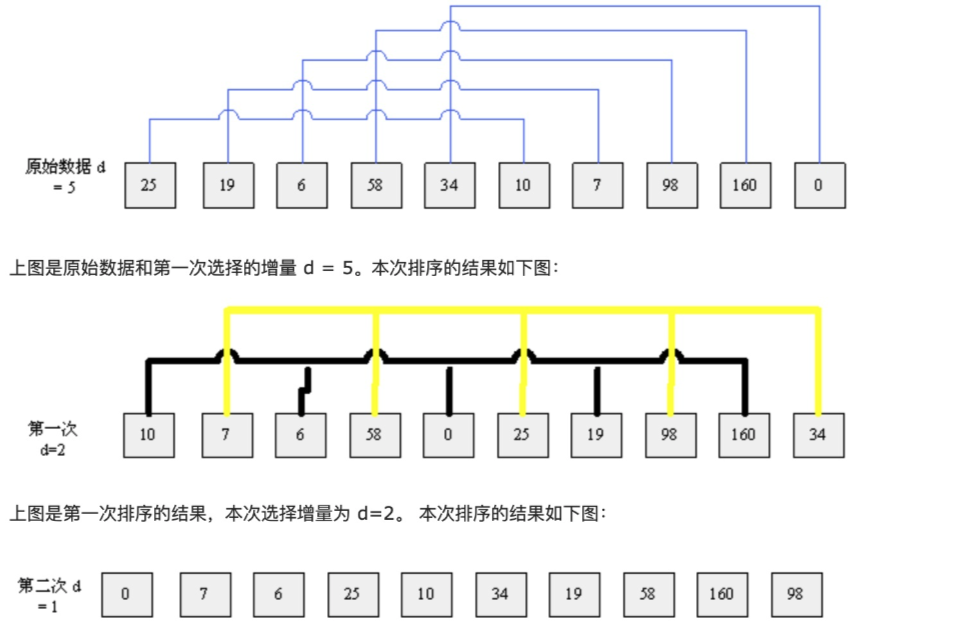 原始数据 d
= 5
25 19 6 58 34 10 7 98 160 0
上图是原始数据和第一次选择的增量 d = 5。本次排序的结果如下图：
第一次
d=2
10 7 6 58 0 25 19 98 160 34
上图是第一次排序的结果，本次选择增量为 d=2。 本次排序的结果如下图：
第二次 d
= 1
0 7 6 25 10 34 19 58 160 98